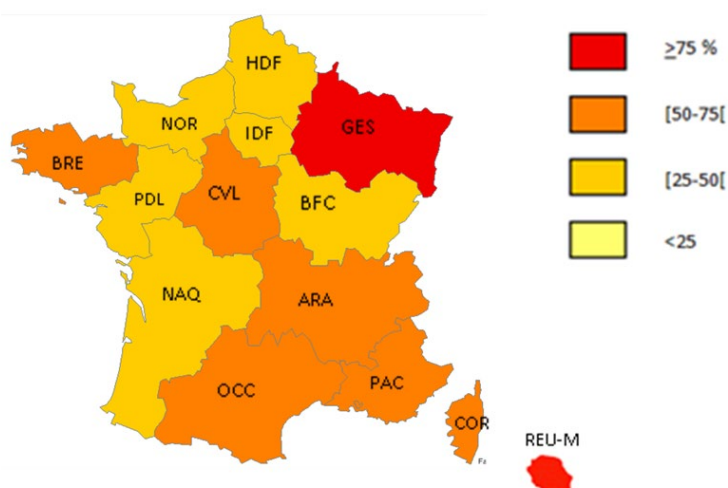 HDF
≥75 %
NOR
IDF
GES
[50-75[
BRE
PDL
CVL
BFC
[25-50[
<25
NAQ
ARA
OCC
PAC
COR
REU-M